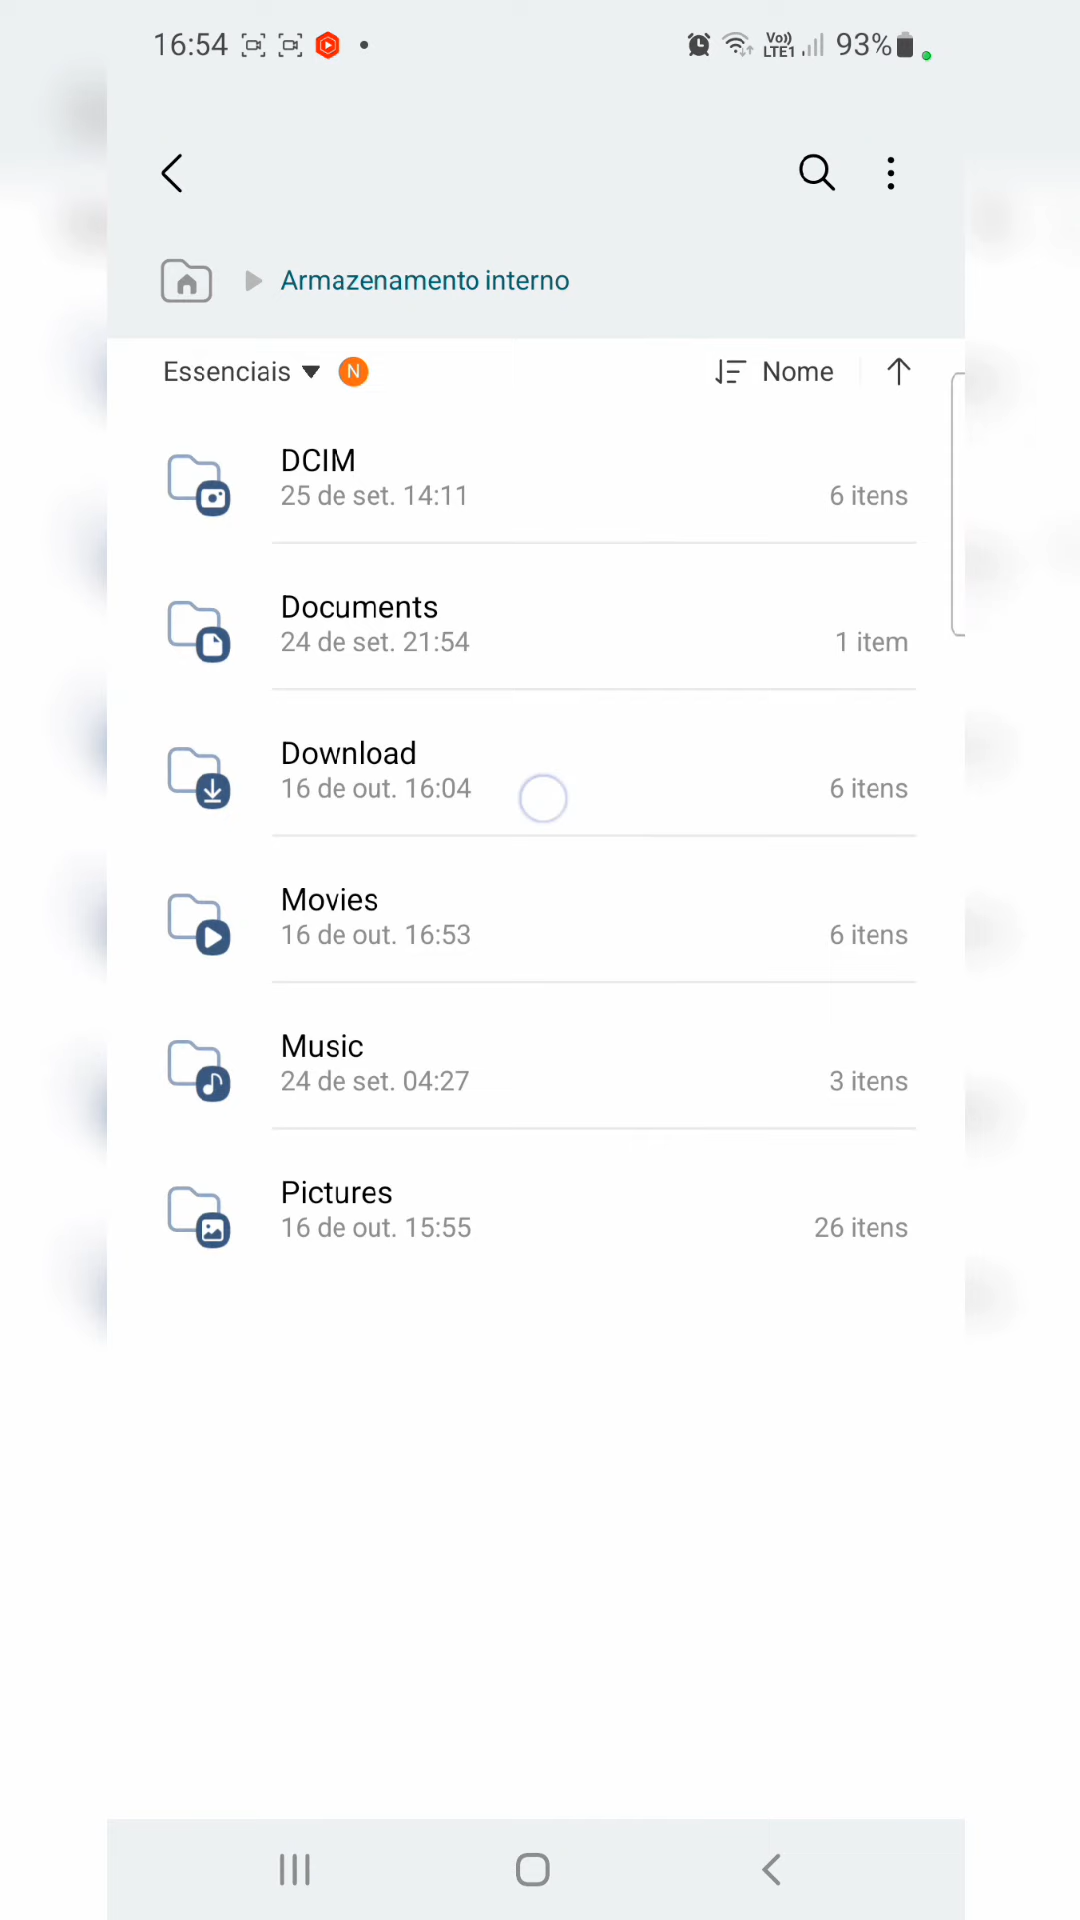 16:54 Vo)) LTE1 93%
Armazenamento interno
Essenciais N Nome
DCIM
25 de set. 14:11 6 itens
Documents
24 de set. 21:54 1 item
Download
16 de out. 16:04 6 itens
Movies
16 de out. 16:53 6 itens
Music
24 de set. 04:27 3 itens
Pictures
16 de out. 15:55 26 itens